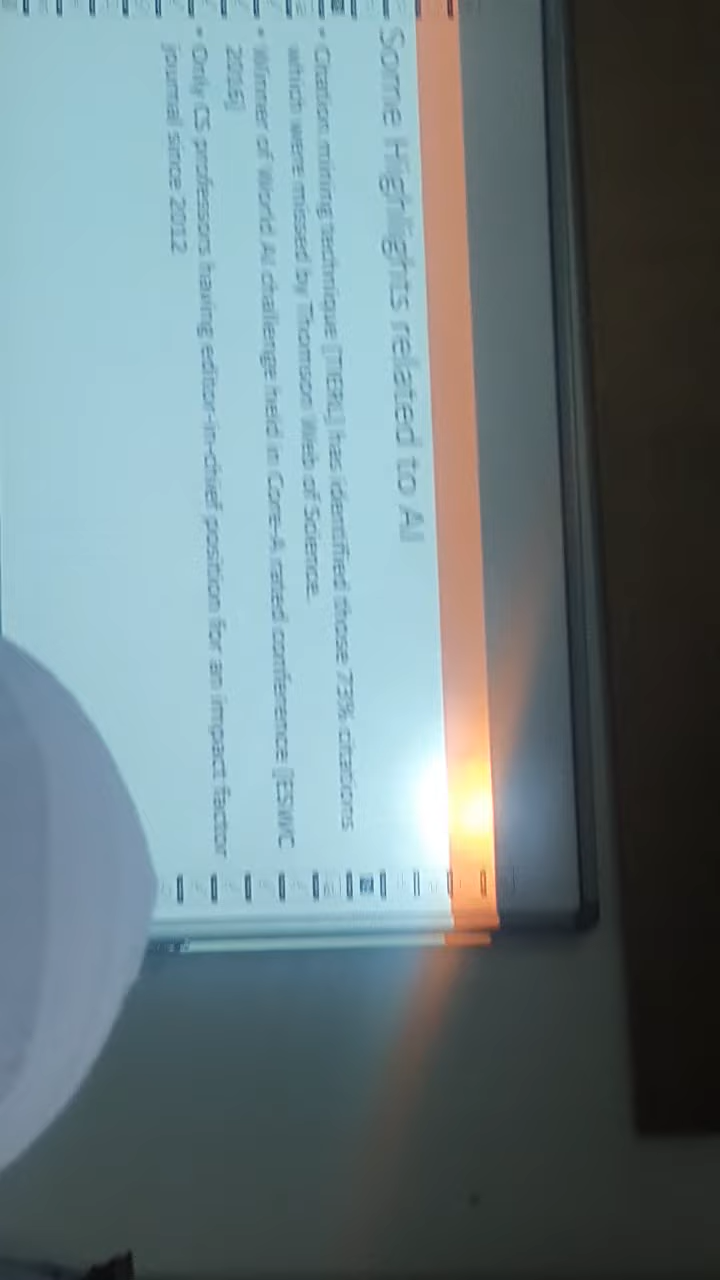 Some Highlights related to AI
• Citation mining technique [TIERL] has identified those 73% citations
which were missed by Thomson Web of Science
• Winner of World AI challenge held in Core-A rated conference [ESWC
2015]
• Only CS professors having editor-in-chief position for an impact factor
journal since 2012